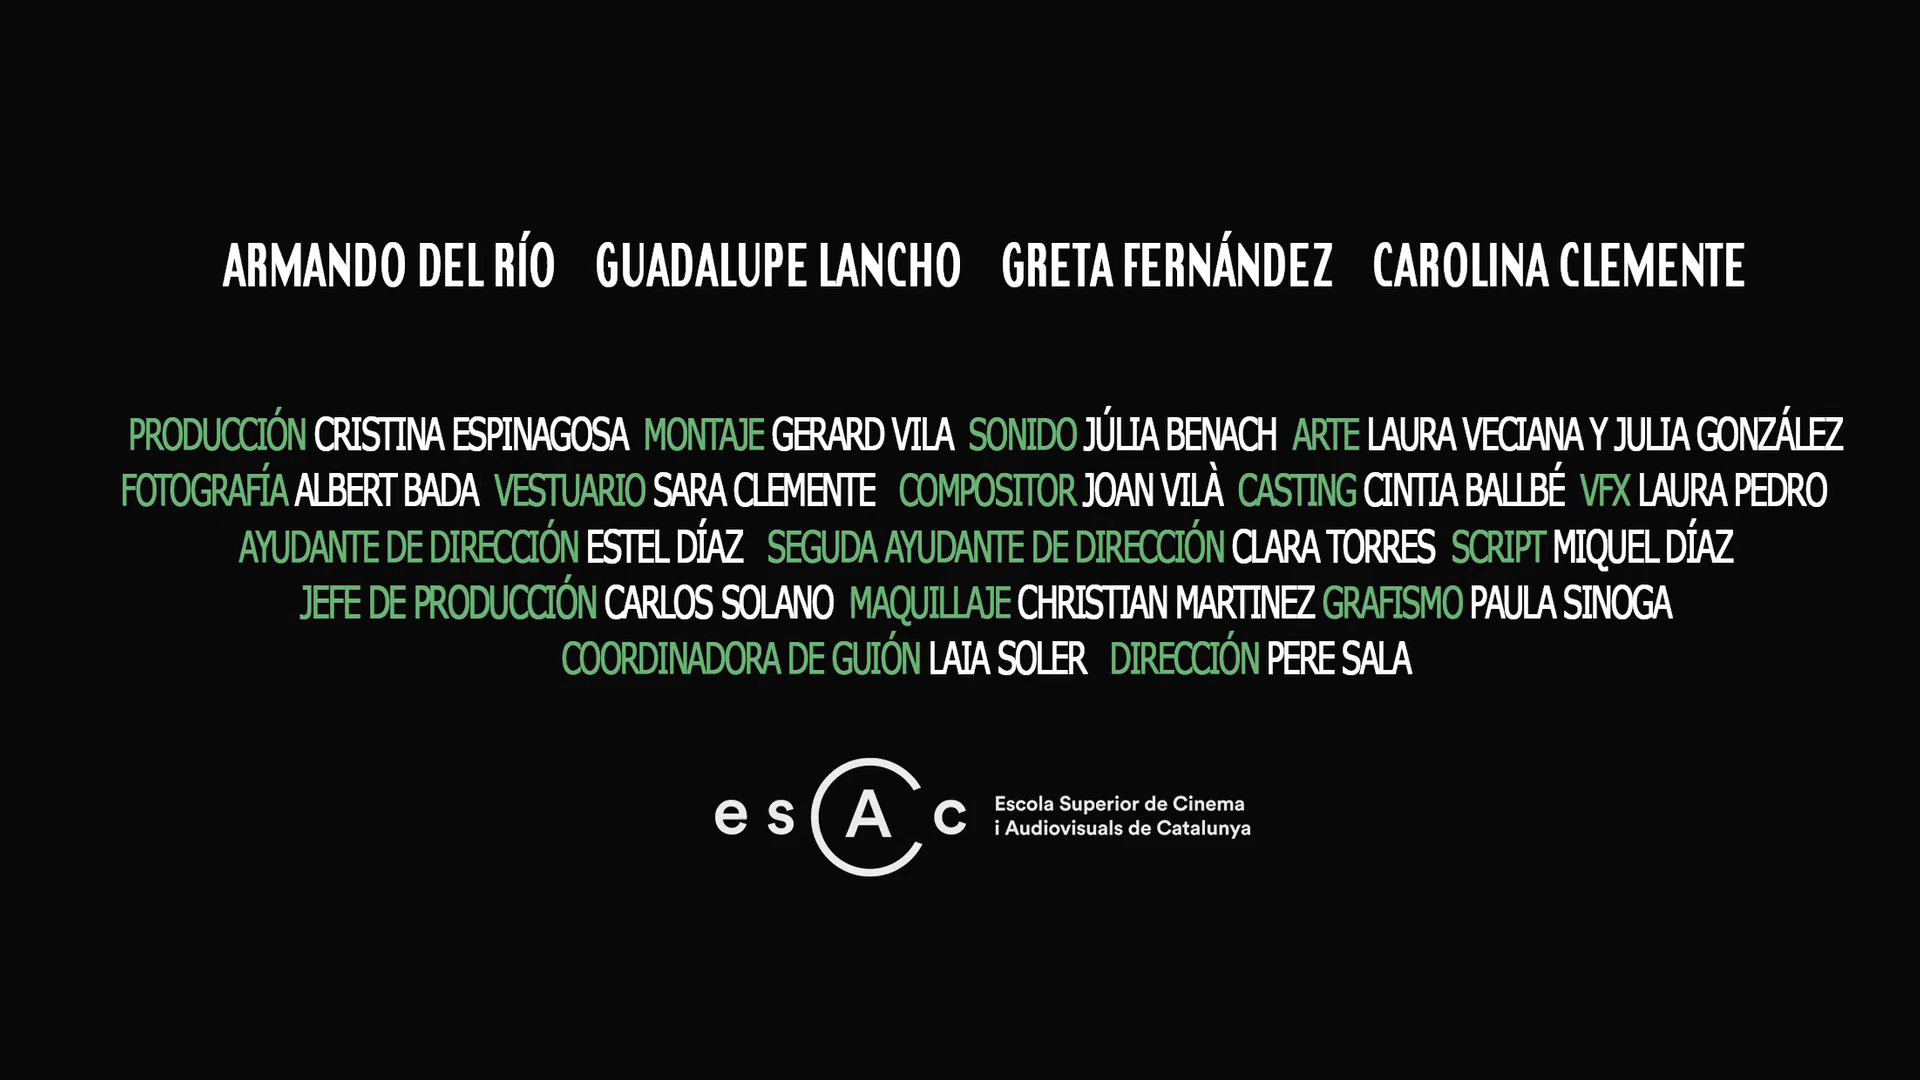 ARMANDO DEL RÍO GUADALUPE LANCHO GRETA FERNÁNDEZ CAROLINA CLEMENTE
PRODUCCIÓN CRISTINA ESPINAGOSA MONTAJE GERARD VILA SONIDO JÚLIA BENACH ARTE LAURA VECIANA Y JULIA GONZÁLEZ
FOTOGRAFÍA ALBERT BADA VESTUARIO SARA CLEMENTE COMPOSITOR JOAN VILÀ CASTING CINTIA BALLBÉ VFX LAURA PEDRO
AYUDANTE DE DIRECCIÓN ESTEL DÍAZ SEGUDA AYUDANTE DE DIRECCIÓN CLARA TORRES SCRIPT MIQUEL DÍAZ
JEFE DE PRODUCCIÓN CARLOS SOLANO MAQUILLAJE CHRISTIAN MARTINEZ GRAFISMO PAULA SINOGA
COORDINADORA DE GUIÓN LAIA SOLER DIRECCIÓN PERE SALA
esAc
Escola Superior de Cinema
i Audiovisuals de Catalunya